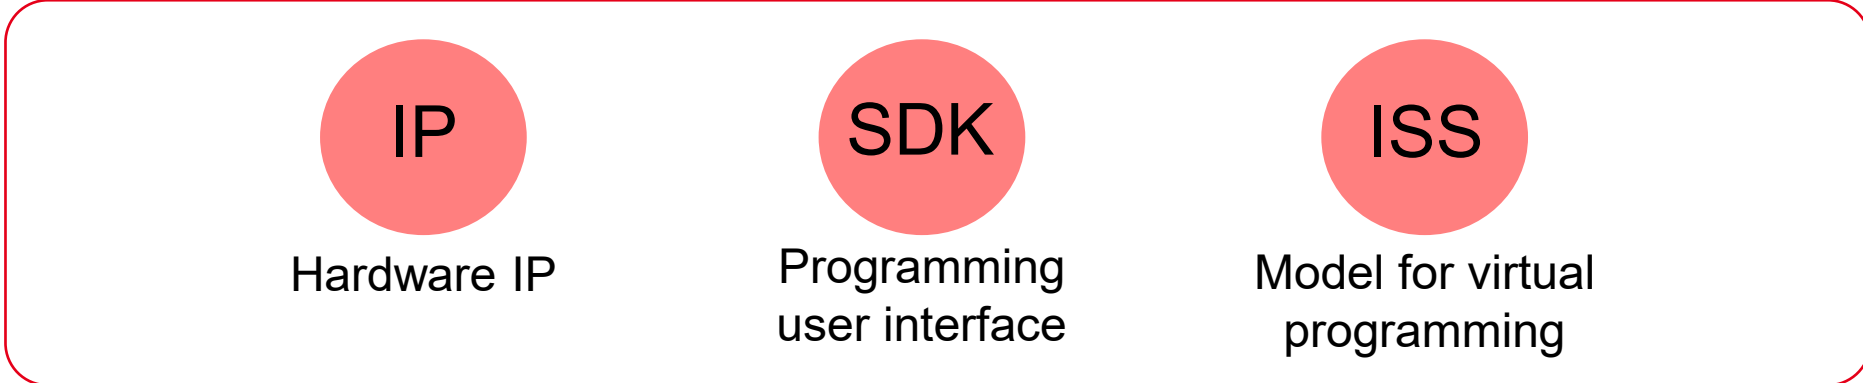 IP
Hardware IP
SDK
Programming
user interface
ISS
Model for virtual
programming